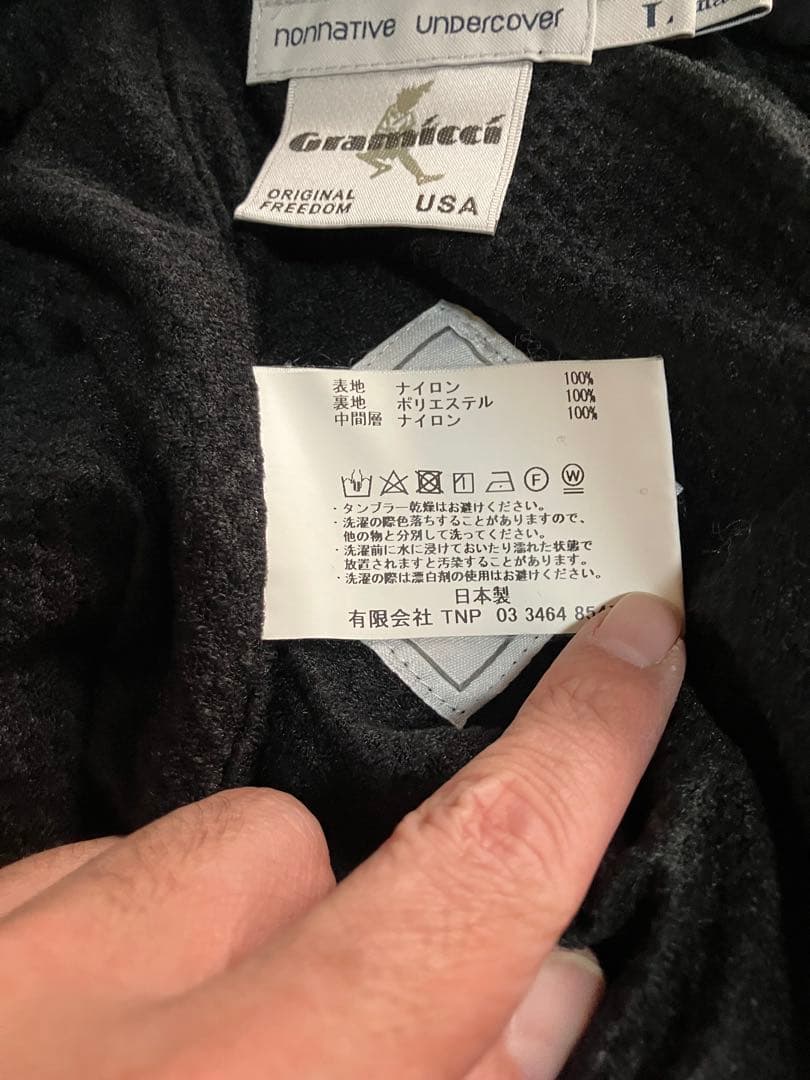 nonnative UNDERCOVER
L
Gramicci
ORIGINAL
FREEDOM
USA
表地 ナイロン 100%
裏地 ポリエステル 100%
中間層 ナイロン 100%
F W
・タンブラー乾燥はお避けください。
・洗濯の際色落ちすることがありますので、
他の物と分別して洗ってください。
・洗濯前に水に浸けておいたり濡れた状態で
放置されますと汚染することがあります。
・洗濯の際は漂白剤の使用はお避けください。
日本製
有限会社 TNP 03 3464